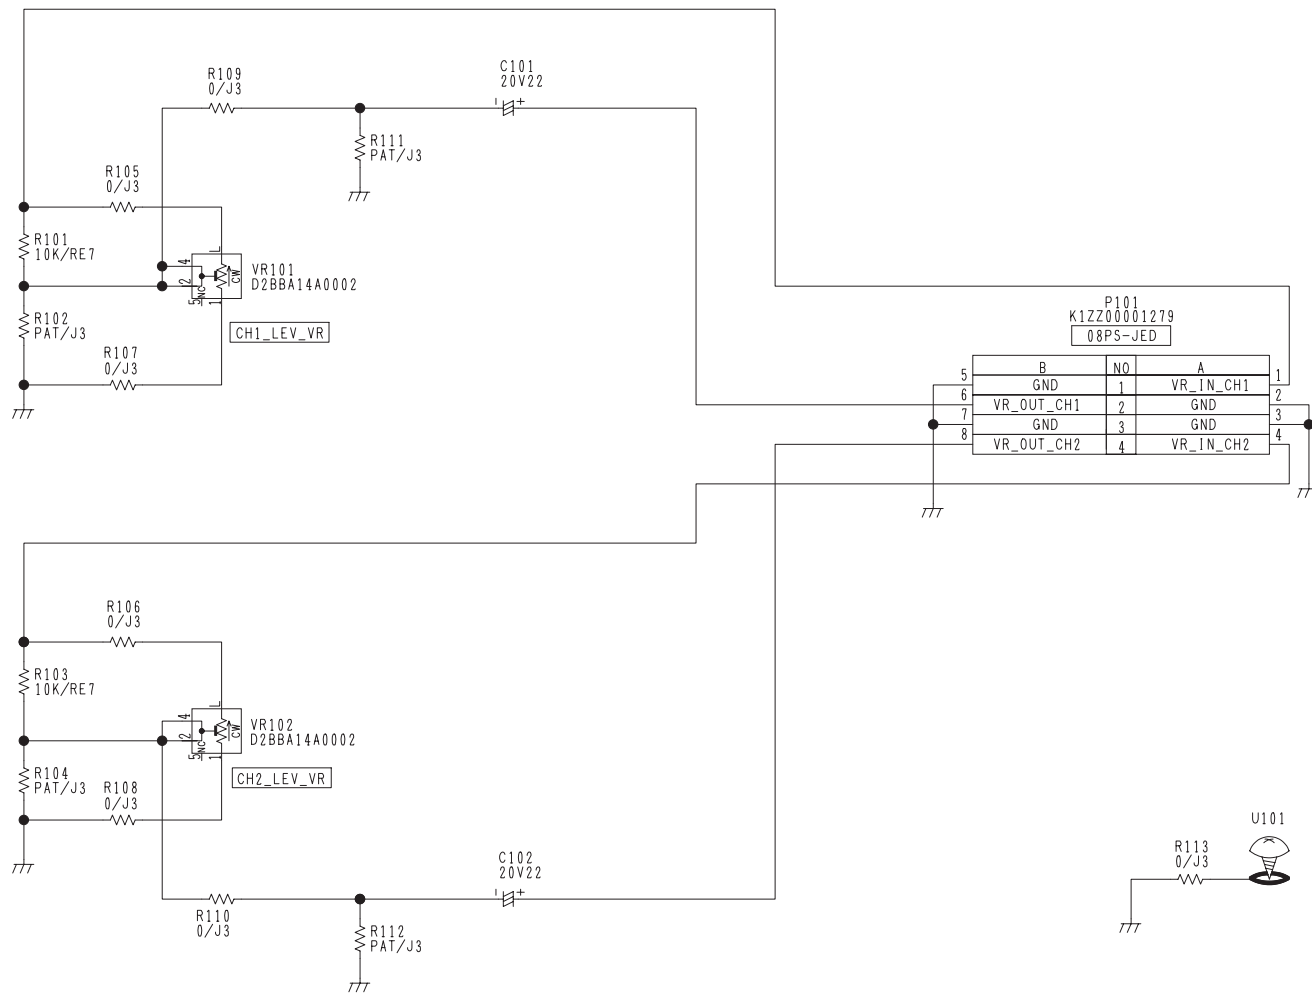 C101
20V22
R109
0/J3
R111
PAT/J3
R105
0/J3
R101
10K/RE7
L
4
2
5
NC
1
CW
VR101
D2BBA14A0002
R102
PAT/J3
CH1_LEV_VR
R107
0/J3
P101
K1ZZ00001279
08PS-JED
B NO A
5 GND 1 VR_IN_CH1 1
6 VR_OUT_CH1 2 GND 2
7 GND 3 GND 3
8 VR_OUT_CH2 4 VR_IN_CH2 4
R106
0/J3
R103
10K/RE7
L
4
2
5
NC
1
CW
VR102
D2BBA14A0002
R104
PAT/J3
CH2_LEV_VR
R108
0/J3
C102
20V22
R110
0/J3
R112
PAT/J3
U101
R113
0/J3
- +
- +